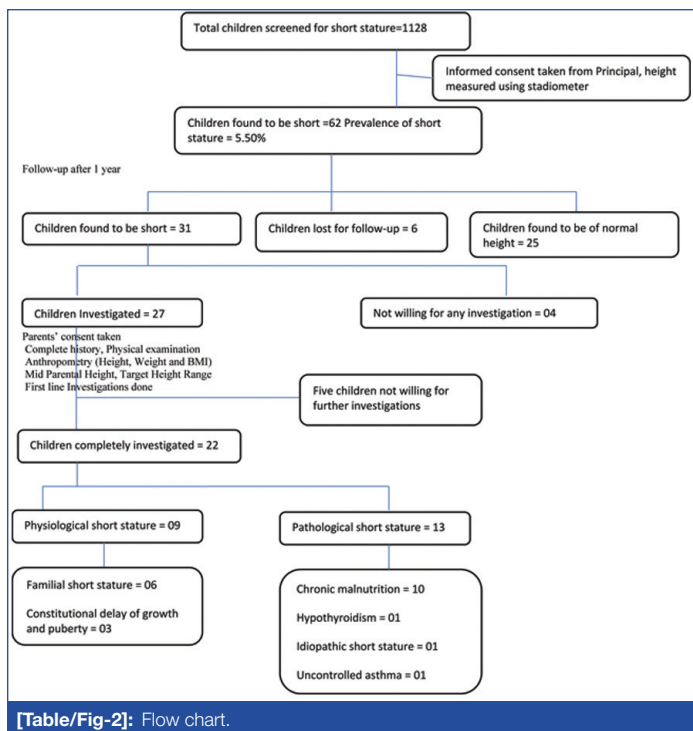 Total children screened for short stature=1128
Informed consent taken from Principal, height
measured using stadiometer
Children found to be short =62 Prevalence of short
stature = 5.50%
Follow-up after 1 year
Children found to be short = 31
Children lost for follow-up = 6
Children found to be of normal
height = 25
Children Investigated = 27
Not willing for any investigation = 04
Parents' consent taken
Complete history, Physical examination
Anthropometry (Height, Weight and BMI)
Mid Parental Height, Target Height Range
First line Investigations done
Five children not willing for
further investigations
Children completely investigated = 22
Physiological short stature = 09
Pathological short stature = 13
Familial short stature = 06
Constitutional delay of growth
and puberty = 03
Chronic malnutrition = 10
Hypothyroidism = 01
Idiopathic short stature = 01
Uncontrolled asthma = 01
[Table/Fig-2]: Flow chart.